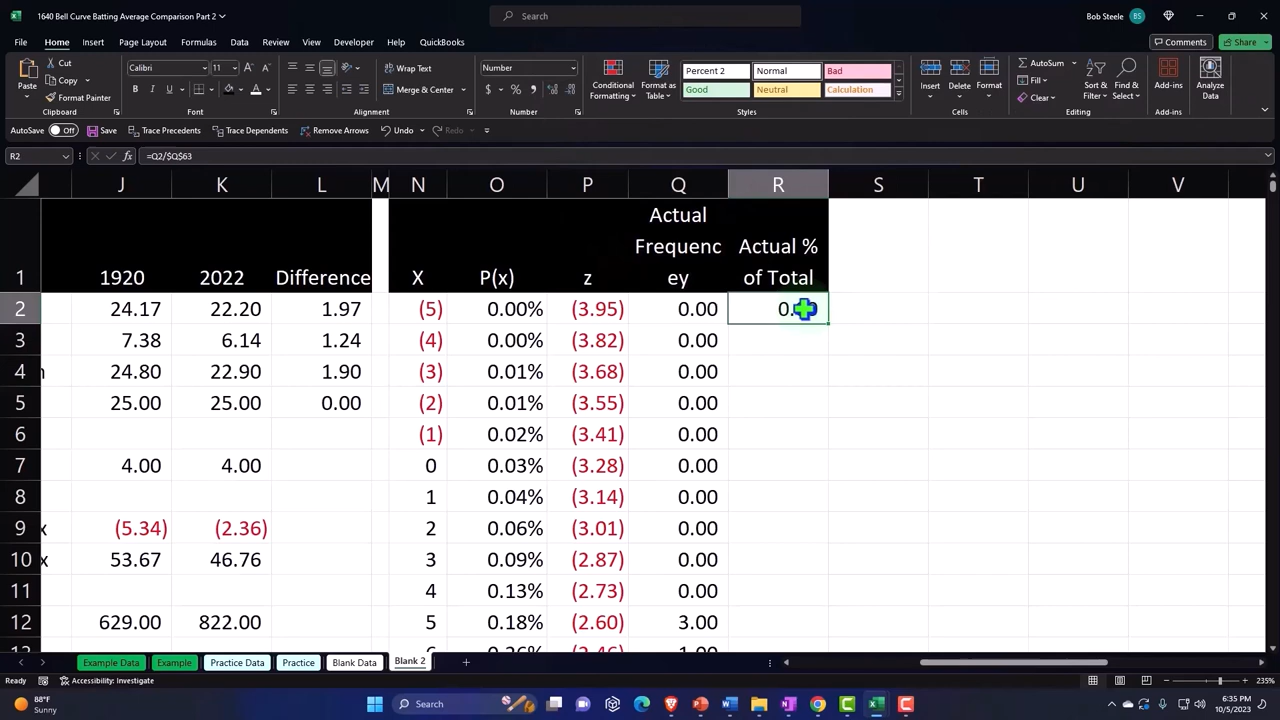 1640 Bell Curve Batting Average Comparison Part 2
Search
Bob Steele
BS
File Home Insert Page Layout Formulas Data Review View Developer Help QuickBooks
Comments
Share
Paste
Cut
Copy
Format Painter
Clipboard
Calibri
11
B I U
Font
Wrap Text
Merge & Center
Alignment
Number
$ % ,
Number
Conditional Formatting
Format as Table
Percent 2
Normal
Bad
Good
Neutral
Calculation
Styles
Insert
Delete
Format
Cells
AutoSum
Fill
Clear
Sort & Filter
Find & Select
Editing
Add-ins
Add-ins
Analyze Data
AutoSave Off Save Trace Precedents Trace Dependents Remove Arrows Undo Redo
R2
fx =Q2/$Q$63
J K L M N O P Q R S T U V
1 1920 2022 Difference X P(x) z Actual Frequenc ey Actual % of Total
2 24.17 22.20 1.97 (5) 0.00% (3.95) 0.00
3 7.38 6.14 1.24 (4) 0.00% (3.82) 0.00
4 24.80 22.90 1.90 (3) 0.01% (3.68) 0.00
5 25.00 25.00 0.00 (2) 0.01% (3.55) 0.00
6 (1) 0.02% (3.41) 0.00
7 4.00 4.00 0 0.03% (3.28) 0.00
8 1 0.04% (3.14) 0.00
9 x (5.34) (2.36) 2 0.06% (3.01) 0.00
10 x 53.67 46.76 3 0.09% (2.87) 0.00
11 4 0.13% (2.73) 0.00
12 629.00 822.00 5 0.18% (2.60) 3.00
Example Data Example Practice Data Practice Blank Data Blank 2
Ready Accessibility: Investigate
235%
88°F
Sunny
Search
6:35 PM
10/5/2023